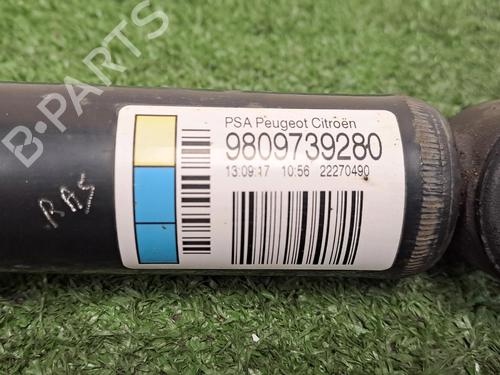 B-PARTS
PSA Peugeot Citroën
9809739280
13:09:17 10:56 22270490
RAS